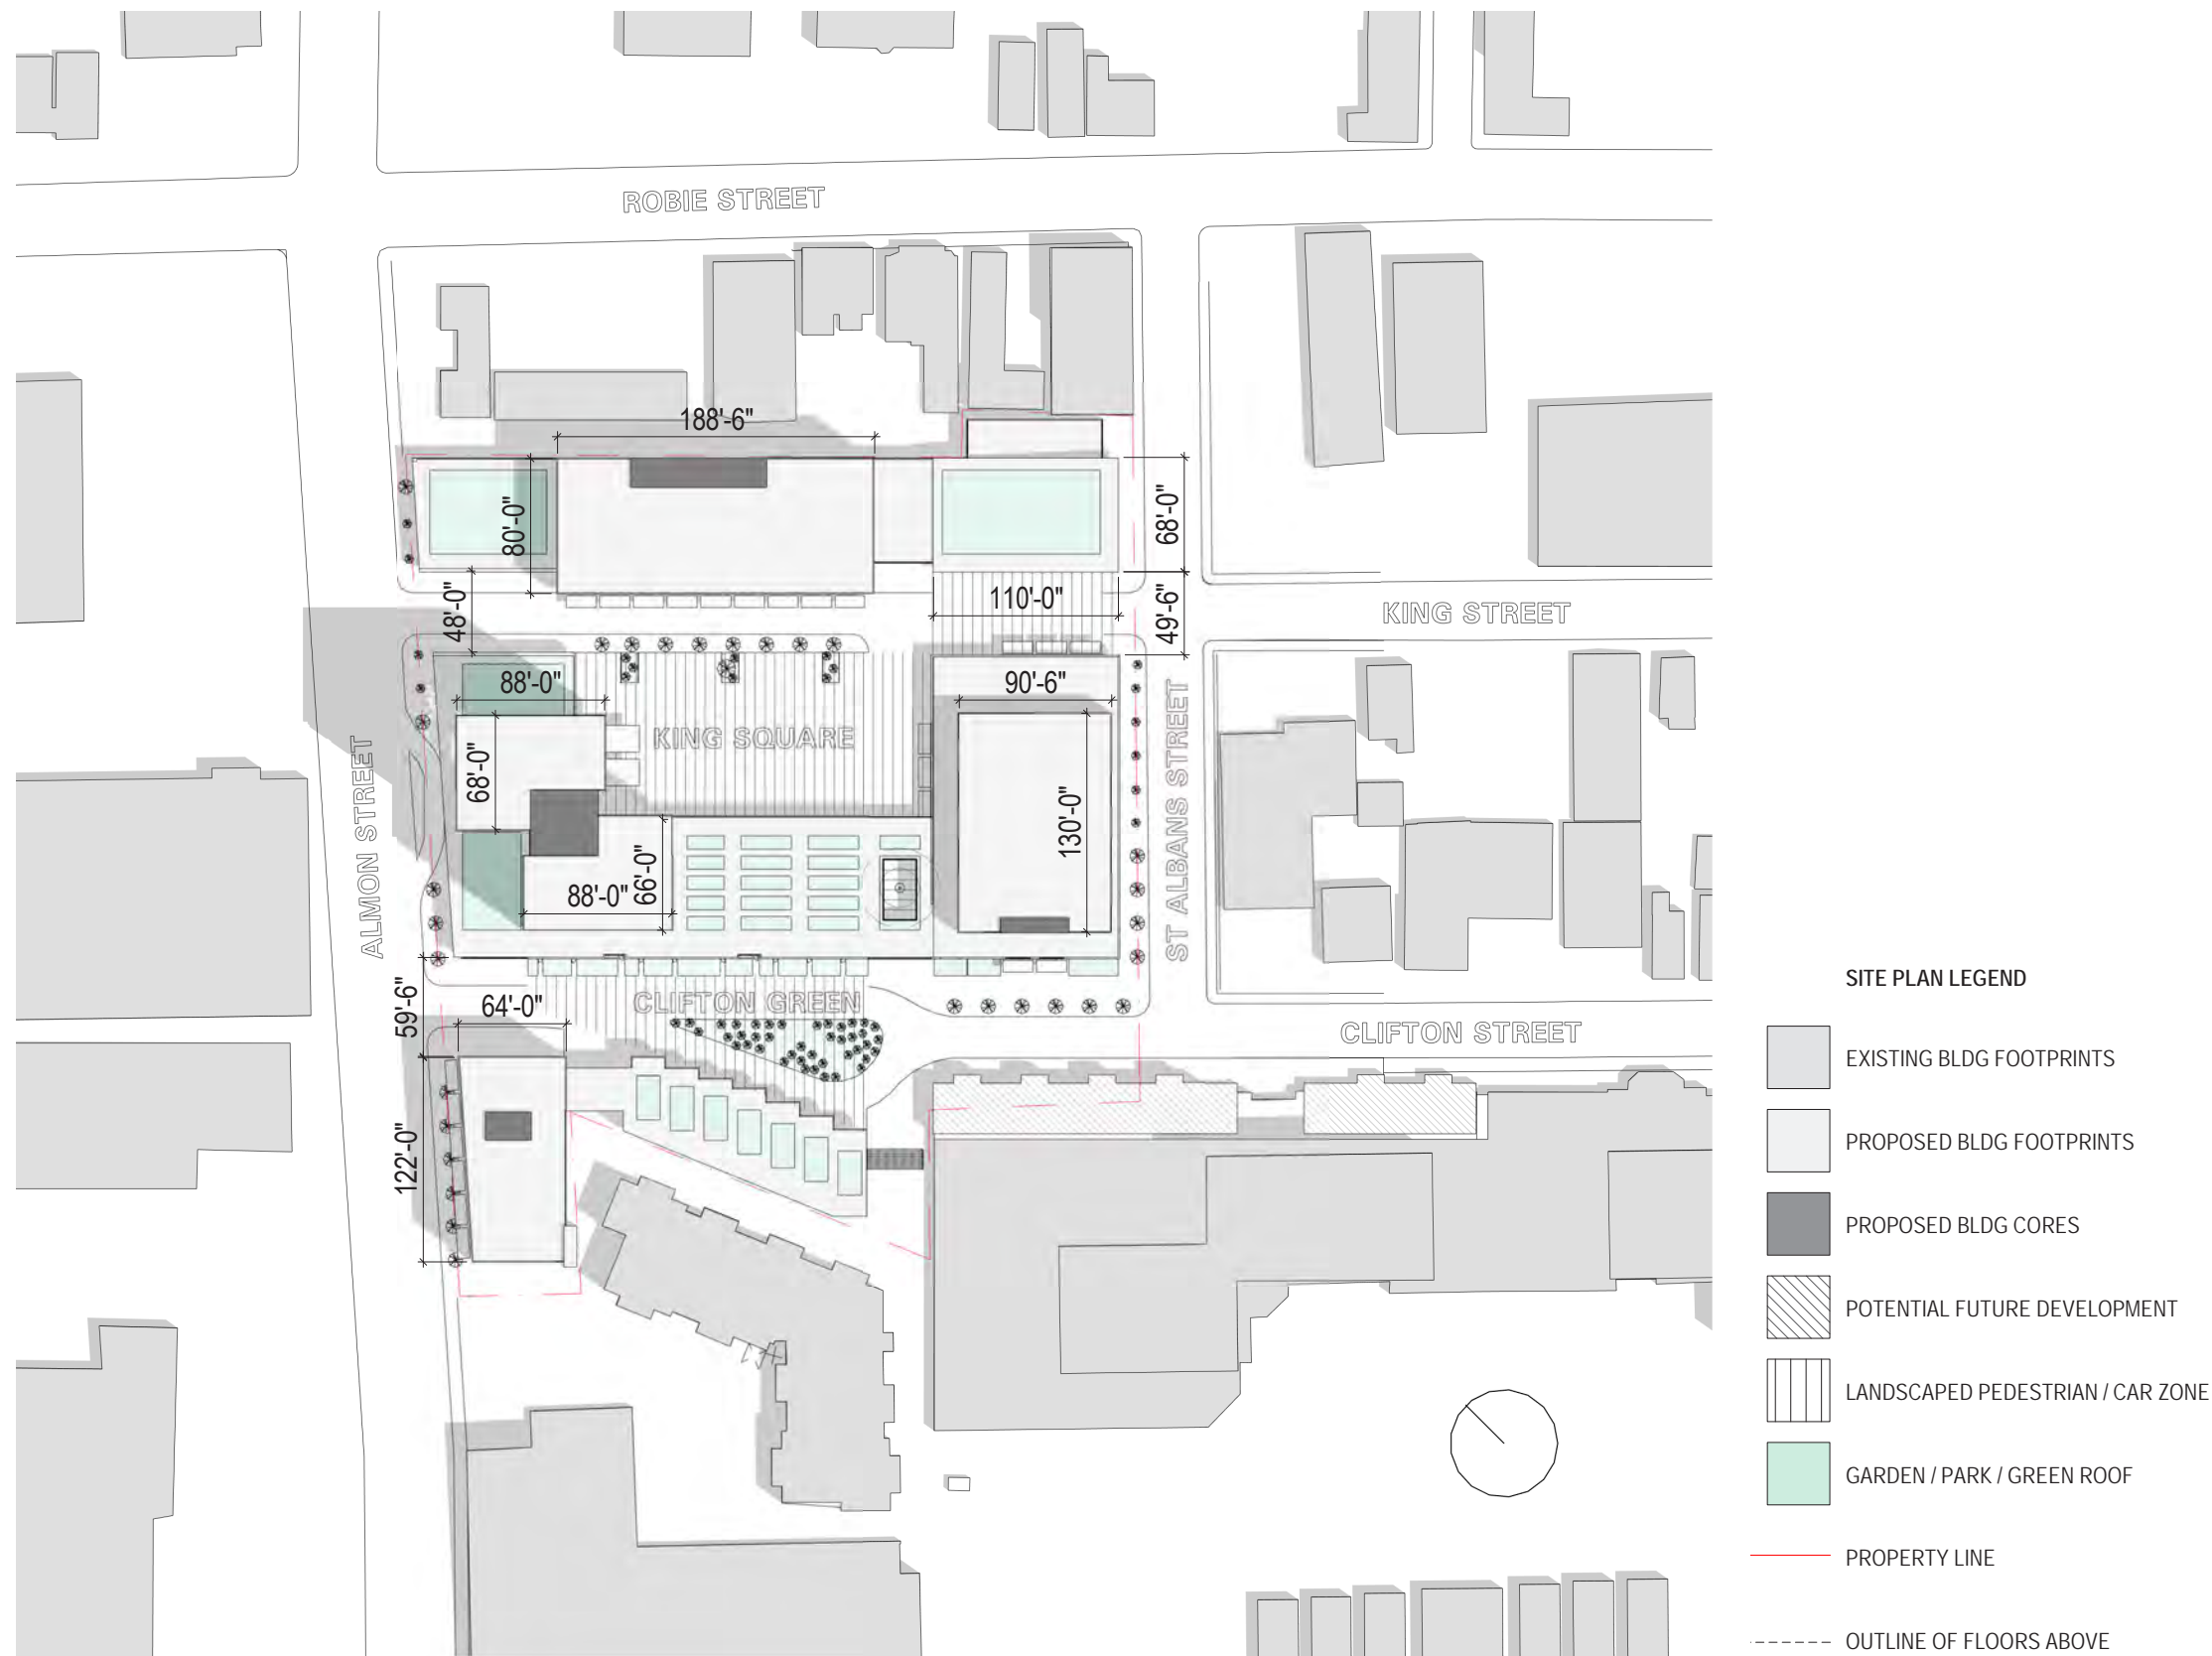 ROBIE STREET
188'-6"
80'-0"
68'-0"
48'-0"
110'-0"
49'-6"
KING STREET
88'-0"
90'-6"
KING SQUARE
68'-0"
ALMON STREET
ST ALBANS STREET
130'-0"
66'-0"
88'-0"
CLIFTON GREEN
59'-6"
64'-0"
CLIFTON STREET
122'-0"
SITE PLAN LEGEND
EXISTING BLDG FOOTPRINTS
PROPOSED BLDG FOOTPRINTS
PROPOSED BLDG CORES
POTENTIAL FUTURE DEVELOPMENT
LANDSCAPED PEDESTRIAN / CAR ZONE
GARDEN / PARK / GREEN ROOF
PROPERTY LINE
OUTLINE OF FLOORS ABOVE